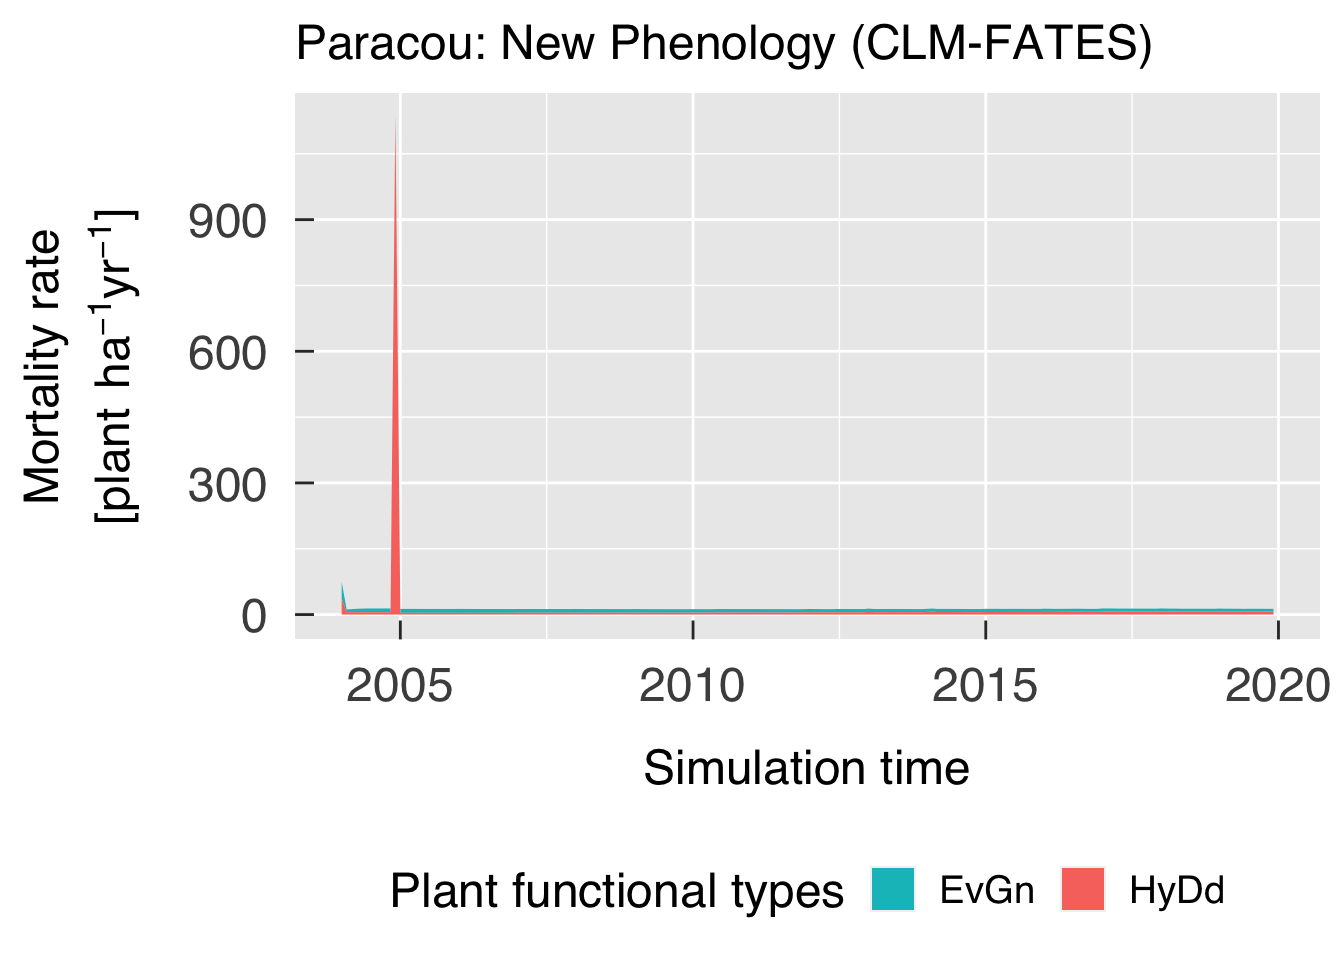 Paracou: New Phenology (CLM-FATES)
Mortality rate
[plant ha⁻¹yr⁻¹]
900
600
300
0
2005 2010 2015 2020
Simulation time
Plant functional types EvGn HyDd